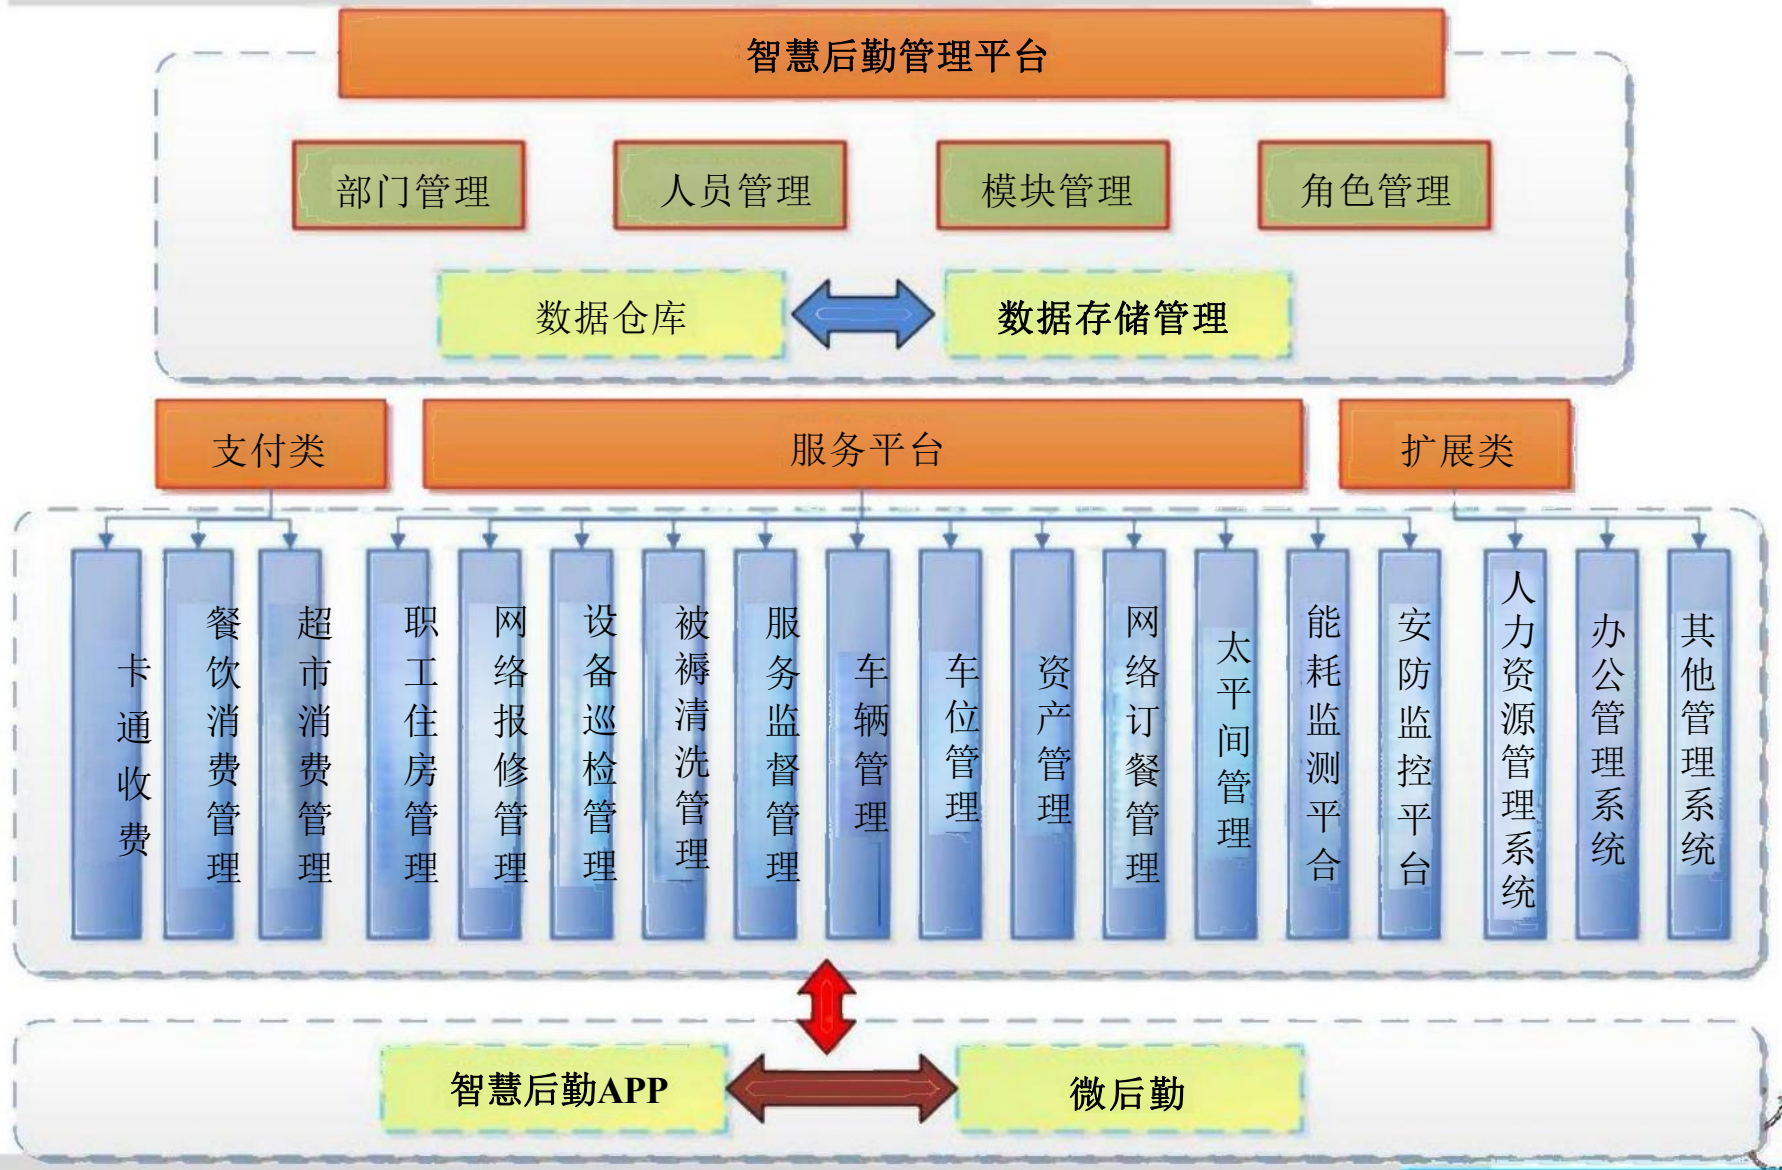 智慧后勤管理平台
部门管理
人员管理
模块管理
角色管理
数据仓库
数据存储管理
支付类
服务平台
扩展类
卡通收费
餐饮消费管理
超市消费管理
职工住房管理
网络报修管理
设备巡检管理
被褥清洗管理
服务监督管理
车辆管理
车位管理
资产管理
网络订餐管理
太平间管理
能耗监测平合
安防监控平台
人力资源管理系统
办公管理系统
其他管理系统
智慧后勤APP
微后勤